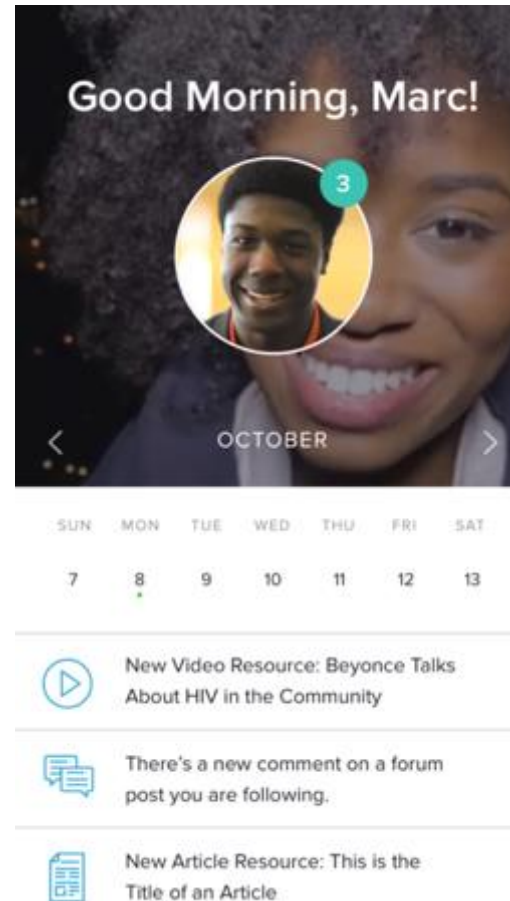 Good Morning, Marc!
3
OCTOBER
SUN MON TUE WED THU FRI SAT
7 8 9 10 11 12 13
New Video Resource: Beyonce Talks
About HIV in the Community
There's a new comment on a forum
post you are following.
New Article Resource: This is the
Title of an Article